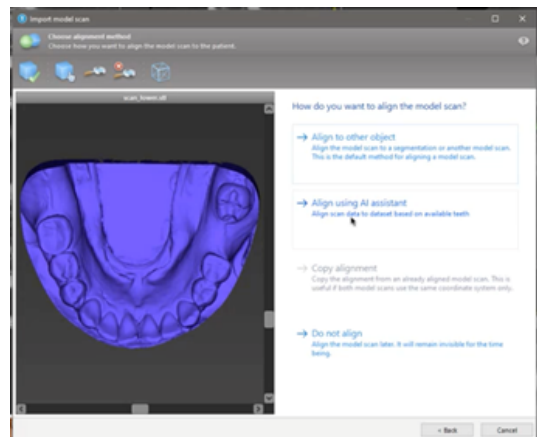 Import model scan
Choose alignment method
Choose how you want to align the model scan to the patient.
scan_lower.stl
How do you want to align the model scan?
Align to other object
Align the model scan to a segmentation or another model scan.
This is the default method for aligning a model scan.
Align using AI assistant
Align scan data to dataset based on available teeth
Copy alignment
Copy the alignment from an already aligned model scan. This is
useful if both model scans use the same coordinate system only.
Do not align
Align the model scan later. It will remain invisible for the time
being.
< Back
Cancel